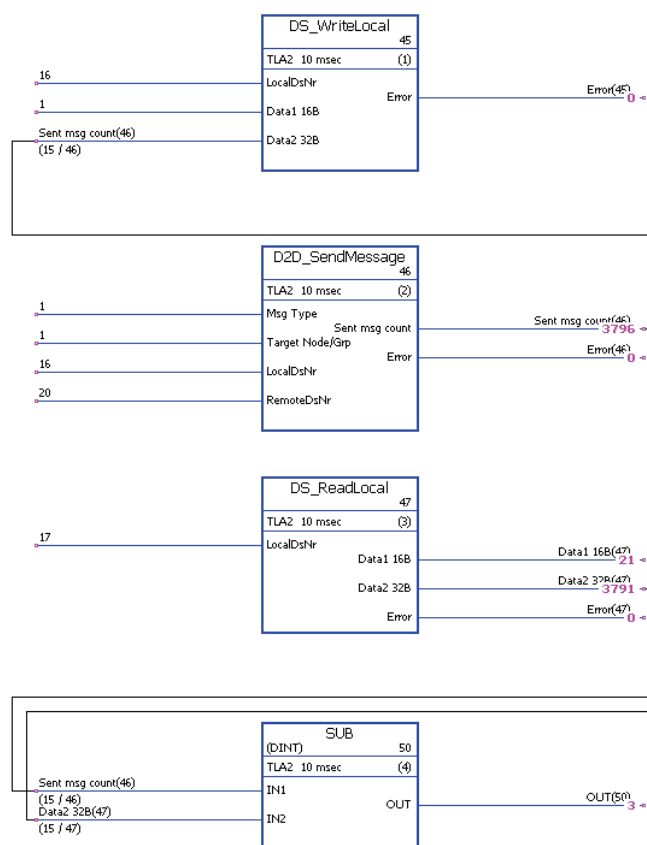 DS_WriteLocal
45
TLA2 10 msec (1)
16
LocalDsNr
Error
Error(45)
0
1
Data1 16B
Sent msg count(46)
Data2 32B
(15 / 46)
D2D_SendMessage
46
TLA2 10 msec (2)
1
Msg Type
Sent msg count
Sent msg count(46)
3796
1
Target Node/Grp
Error
Error(46)
0
16
LocalDsNr
20
RemoteDsNr
DS_ReadLocal
47
TLA2 10 msec (3)
17
LocalDsNr
Data1 16B
Data1 16B(47)
21
Data2 32B
Data2 32B(47)
3791
Error
Error(47)
0
SUB
(DINT) 50
TLA2 10 msec (4)
Sent msg count(46)
IN1
(15 / 46)
OUT
OUT(50)
3
Data2 32B(47)
IN2
(15 / 47)